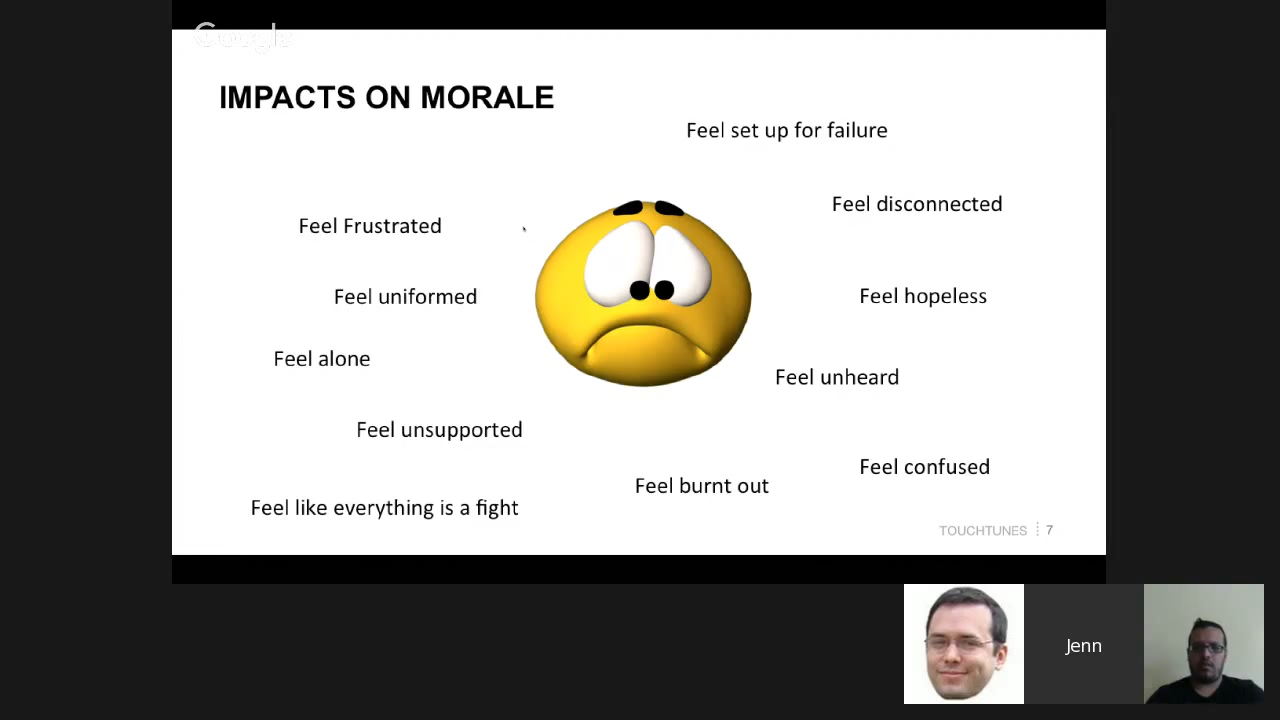 Google
IMPACTS ON MORALE
Feel set up for failure
Feel disconnected
Feel Frustrated
Feel uniformed
Feel hopeless
Feel alone
Feel unheard
Feel unsupported
Feel confused
Feel burnt out
Feel like everything is a fight
TOUCHTUNES 7
Jenn